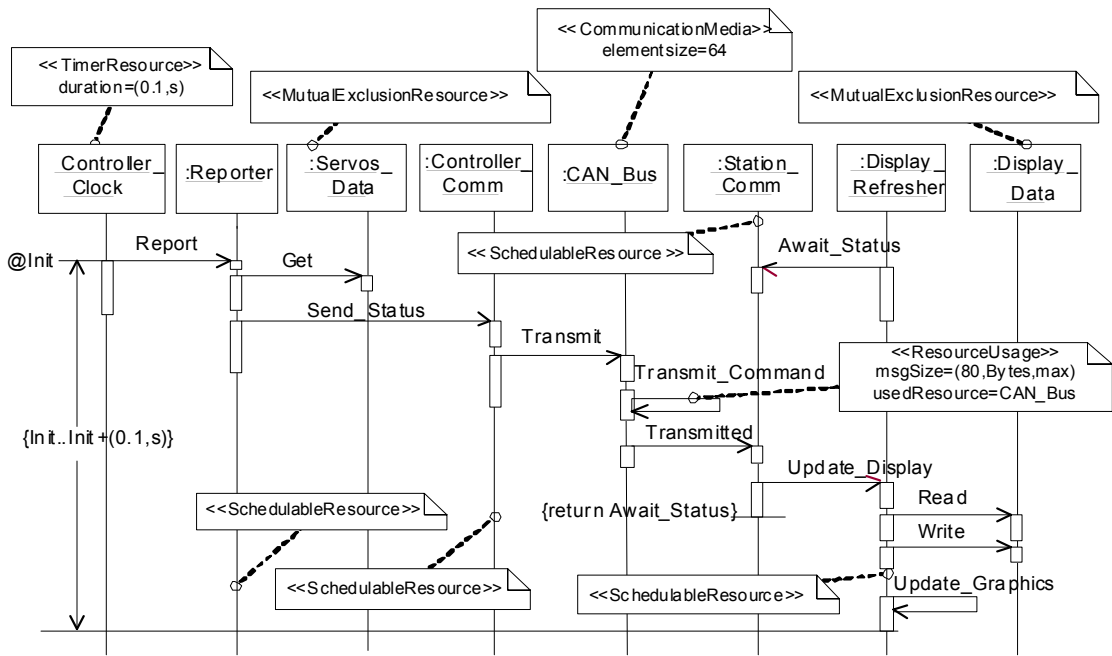 << CommunicationMedia>>
elementsize=64
<< TimerResource>>
duration=(0.1,s)
<<MutualExclusionResource>>
<<MutualExclusionResource>>
Controller_
Clock
:Reporter
:Servos_
Data
:Controller_
Comm
:CAN_Bus
:Station_
Comm
:Display_
Refresher
:Display_
Data
Report
@Init
<< SchedulableResource >>
Await_Status
Get
Send_Status
Transmit
Transmit_Command
<<ResourceUsage>>
msgSize=(80,Bytes,max)
usedResource=CAN_Bus
{Init..Init+(0.1,s)}
Transmitted
Update_Display
Read
<<SchedulableResource>>
{return Await_Status}
Write
<<SchedulableResource>>
<<SchedulableResource>>
Update_Graphics